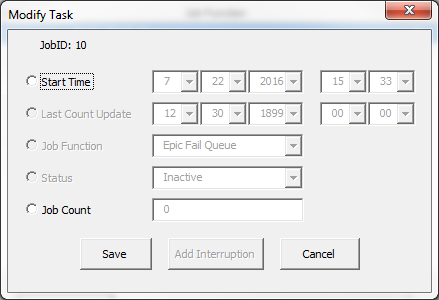 Modify Task
JobID: 10
Start Time 7 22 2016 15 33
Last Count Update 12 30 1899 00 00
Job Function Epic Fail Queue
Status Inactive
Job Count 0
Save Add Interruption Cancel